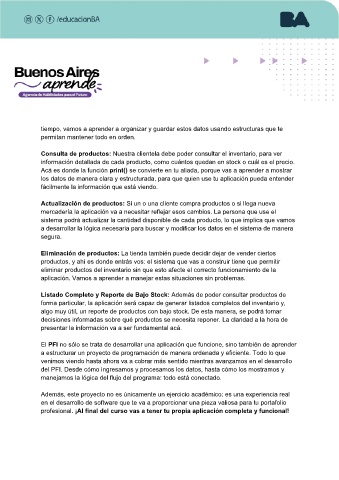 /educacionBA
BA
Buenos Aires
aprende
Agencia de Habilidades para el Futuro
tiempo, vamos a aprender a organizar y guardar estos datos usando estructuras que te
permitan mantener todo en orden.
Consulta de productos: Nuestra clientela debe poder consultar el inventario, para ver
información detallada de cada producto, como cuántos quedan en stock o cuál es el precio.
Acá es donde la función print() se convierte en tu aliada, porque vas a aprender a mostrar
los datos de manera clara y estructurada, para que quien use tu aplicación pueda entender
fácilmente la información que está viendo.
Actualización de productos: Si un o una cliente compra productos o si llega nueva
mercadería la aplicación va a necesitar reflejar esos cambios. La persona que use el
sistema podrá actualizar la cantidad disponible de cada producto, lo que implica que vamos
a desarrollar la lógica necesaria para buscar y modificar los datos en el sistema de manera
segura.
Eliminación de productos: La tienda también puede decidir dejar de vender ciertos
productos, y ahí es donde entrás vos: el sistema que vas a construir tiene que permitir
eliminar productos del inventario sin que esto afecte el correcto funcionamiento de la
aplicación. Vamos a aprender a manejar estas situaciones sin problemas.
Listado Completo y Reporte de Bajo Stock: Además de poder consultar productos de
forma particular, la aplicación será capaz de generar listados completos del inventario y,
algo muy útil, un reporte de productos con bajo stock. De esta manera, se podrá tomar
decisiones informadas sobre qué productos se necesita reponer. La claridad a la hora de
presentar la información va a ser fundamental acá.
El PFI no sólo se trata de desarrollar una aplicación que funcione, sino también de aprender
a estructurar un proyecto de programación de manera ordenada y eficiente. Todo lo que
venimos viendo hasta ahora va a cobrar más sentido mientras avanzamos en el desarrollo
del PFI. Desde cómo ingresamos y procesamos los datos, hasta cómo los mostramos y
manejamos la lógica del flujo del programa: todo está conectado.
Además, este proyecto no es únicamente un ejercicio académico: es una experiencia real
en el desarrollo de software que te va a proporcionar una pieza valiosa para tu portafolio
profesional. ¡Al final del curso vas a tener tu propia aplicación completa y funcional!